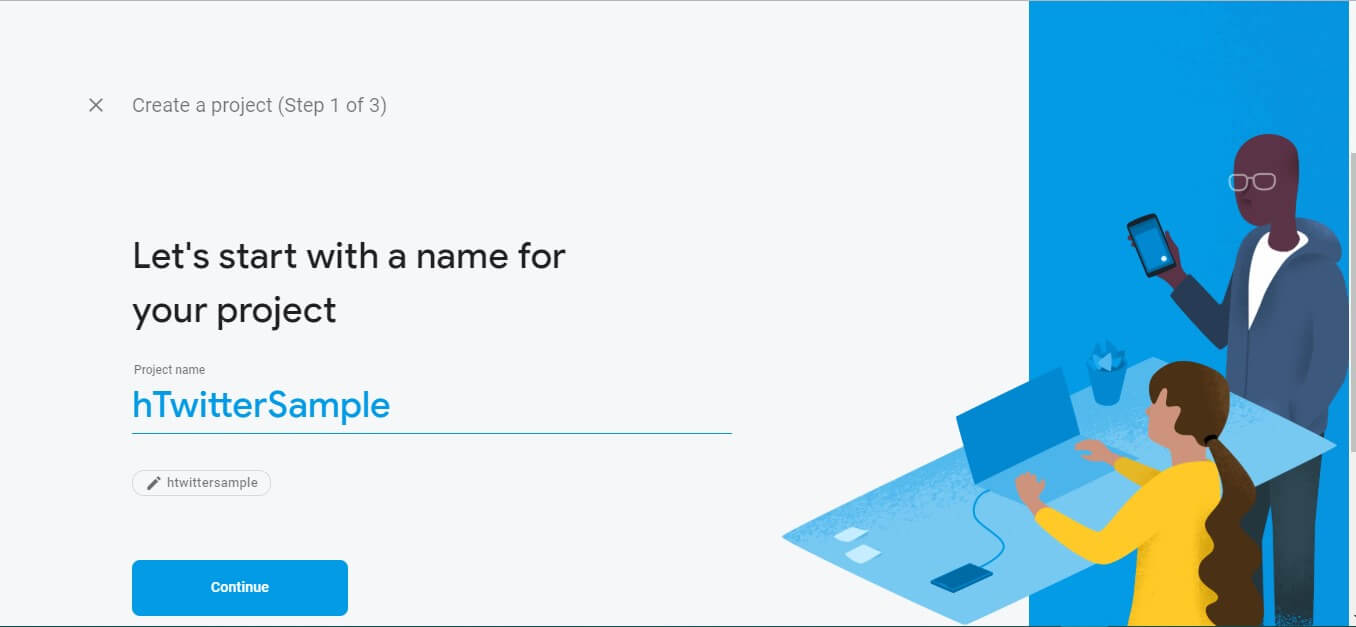 Create a project (Step 1 of 3)
Let's start with a name for
your project
Project name
hTwitterSample
htwittersample
Continue